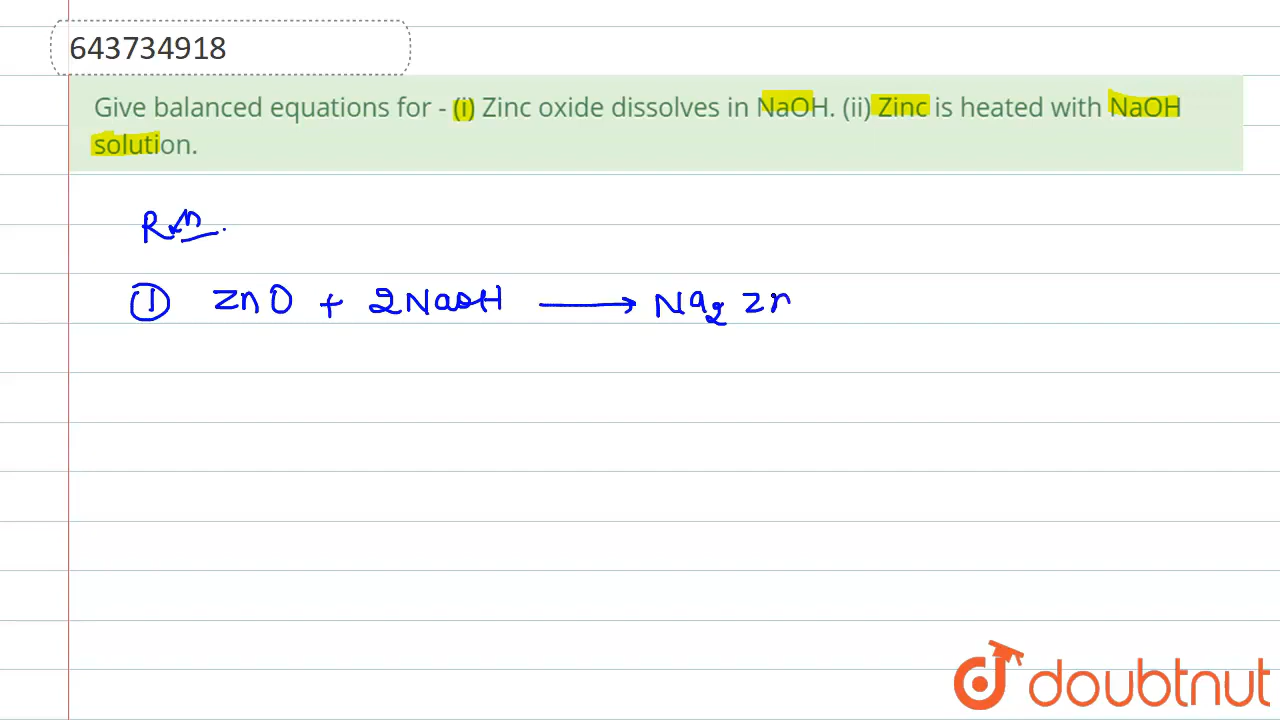 643734918
Give balanced equations for - (i) Zinc oxide dissolves in NaOH. (ii) Zinc is heated with NaOH
solution.
Rxn.
① ZnO + 2NaOH ⟶ Na₂ Zn
doubtnut